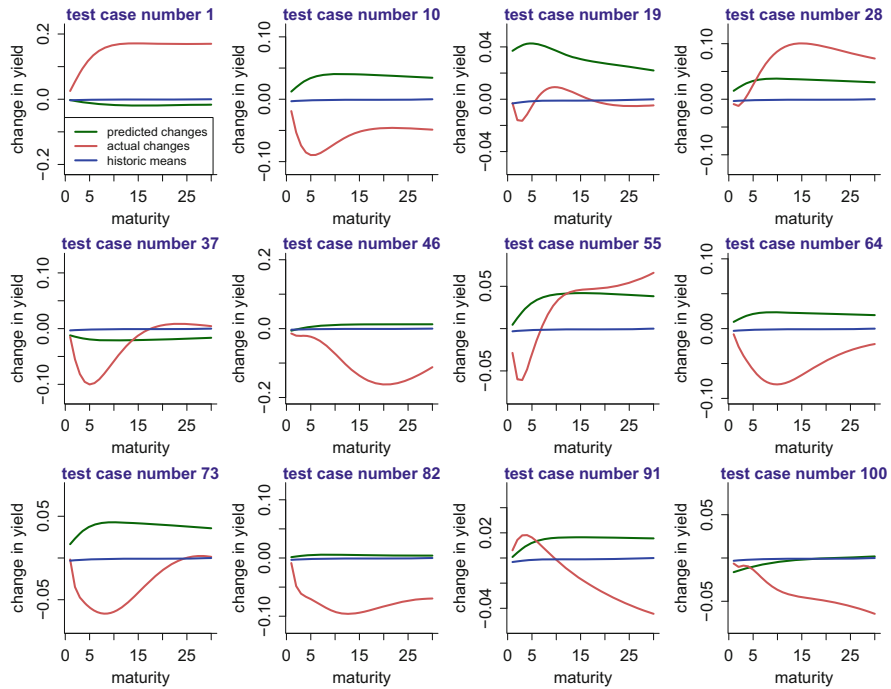 test case number 1
test case number 10
test case number 19
test case number 28
change in yield
0.2
0.0
−0.2
predicted changes
actual changes
historic means
0 5 15 25
maturity
change in yield
0.10
0.00
−0.10
0 5 15 25
maturity
change in yield
0.04
0.00
−0.04
0 5 15 25
maturity
change in yield
0.10
0.00
−0.10
0 5 15 25
maturity
test case number 37
test case number 46
test case number 55
test case number 64
change in yield
0.10
0.00
−0.10
0 5 15 25
maturity
change in yield
0.2
0.0
−0.2
0 5 15 25
maturity
change in yield
0.05
−0.05
0 5 15 25
maturity
change in yield
0.10
0.00
−0.10
0 5 15 25
maturity
test case number 73
test case number 82
test case number 91
test case number 100
change in yield
0.05
−0.05
0 5 15 25
maturity
change in yield
0.10
0.00
−0.10
0 5 15 25
maturity
change in yield
0.02
−0.04
0 5 15 25
maturity
change in yield
0.05
−0.05
0 5 15 25
maturity